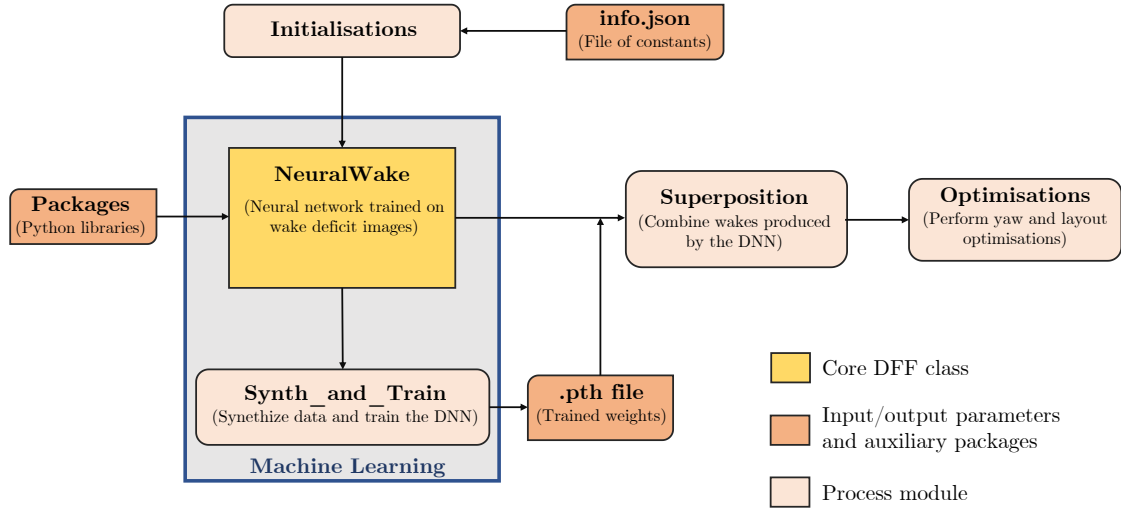 Initialisations
info.json
(File of constants)
NeuralWake
(Neural network trained on
wake deficit images)
Packages
(Python libraries)
Superposition
(Combine wakes produced
by the DNN)
Optimisations
(Perform yaw and layout
optimisations)
Synth_and_Train
(Synethize data and train the DNN)
.pth file
(Trained weights)
Machine Learning
Core DFF class
Input/output parameters
and auxiliary packages
Process module